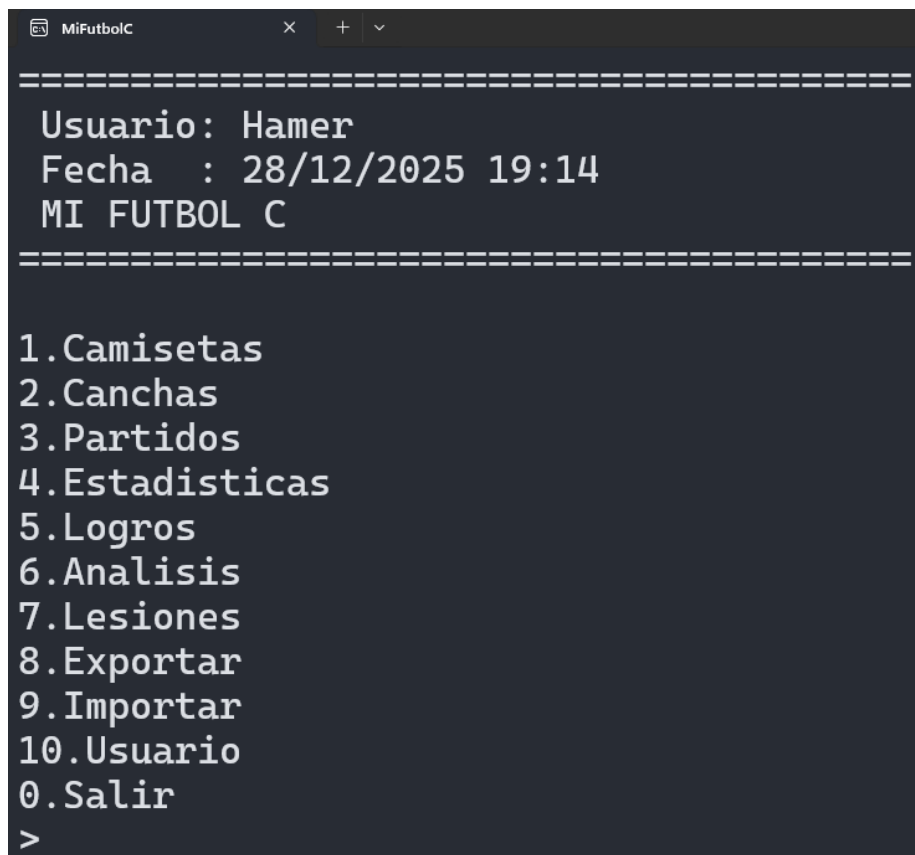 MiFutbolC
========================================
Usuario: Hamer
Fecha  : 28/12/2025 19:14
MI FUTBOL C
========================================
1.Camisetas
2.Canchas
3.Partidos
4.Estadisticas
5.Logros
6.Analisis
7.Lesiones
8.Exportar
9.Importar
10.Usuario
0.Salir
>